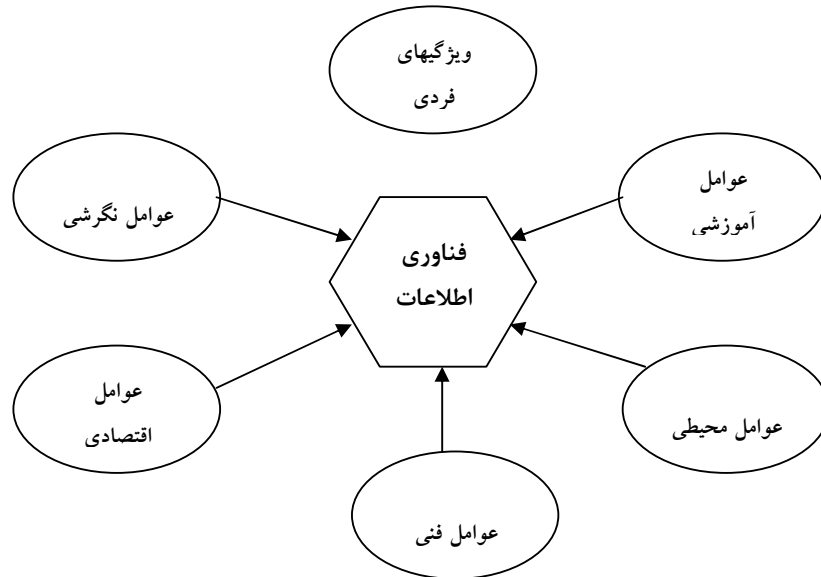 ویژگیهای
فردی
عوامل
آموزشی
عوامل نگرشی
فناوری
اطلاعات
عوامل
اقتصادی
عوامل محیطی
عوامل فنی